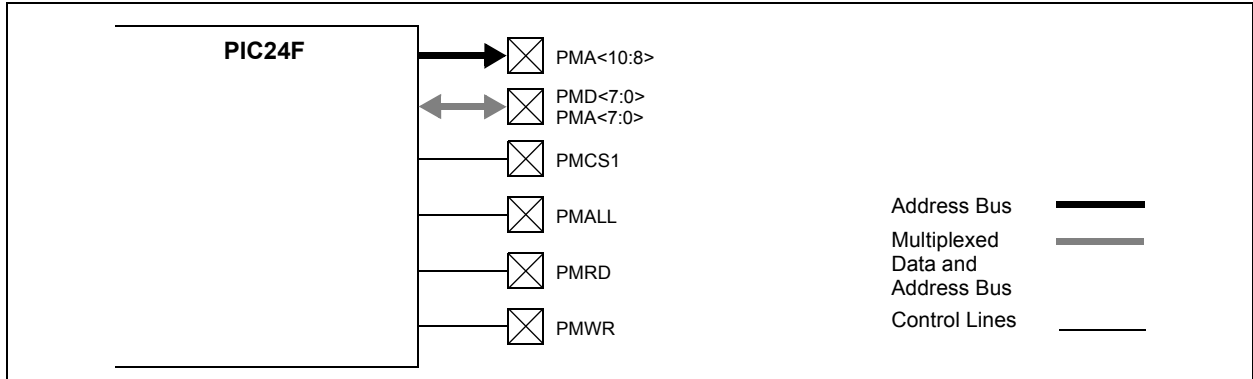 PIC24F
PMA<10:8>
PMD<7:0>
PMA<7:0>
PMCS1
PMALL
PMRD
PMWR
Address Bus
Multiplexed
Data and
Address Bus
Control Lines